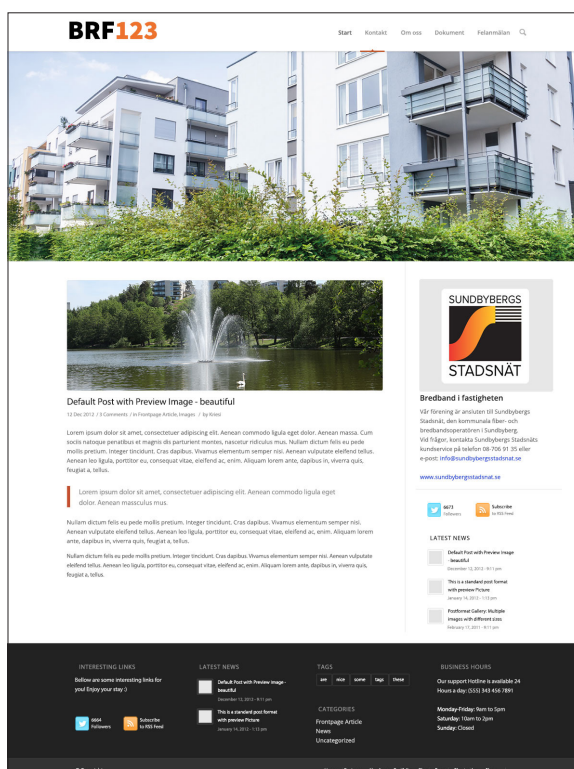 BRF123
Start Kontakt Om oss Dokument Felanmälan
Default Post with Preview Image - beautiful
12 Dec 2012 / 3 Comments / in Frontpage Article, Images / by Kriesi
Lorem ipsum dolor sit amet, consectetuer adipiscing elit. Aenean commodo ligula eget dolor. Aenean massa. Cum
sociis natoque penatibus et magnis dis parturient montes, nascetur ridiculus mus. Nullam dictum felis eu pede
mollis pretium. Integer tincidunt. Cras dapibus. Vivamus elementum semper nisi. Aenean vulputate eleifend tellus.
Aenean leo ligula, porttitor eu, consequat vitae, eleifend ac, enim. Aliquam lorem ante, dapibus in, viverra quis,
feugiat a, tellus.
Lorem ipsum dolor sit amet, consectetuer adipiscing elit. Aenean commodo ligula eget
dolor. Aenean massculus mus.
Nullam dictum felis eu pede mollis pretium. Integer tincidunt. Cras dapibus. Vivamus elementum semper nisi.
Aenean vulputate eleifend tellus. Aenean leo ligula, porttitor eu, consequat vitae, eleifend ac, enim. Aliquam lorem
ante, dapibus in, viverra quis, feugiat a, tellus.
Nullam dictum felis eu pede mollis pretium. Integer tincidunt. Cras dapibus. Vivamus elementum semper nisi. Aenean vulputate
eleifend tellus. Aenean leo ligula, porttitor eu, consequat vitae, eleifend ac, enim. Aliquam lorem ante, dapibus in, viverra quis,
feugiat a, tellus.
SUNDBYBERGS
STADSNÄT
Bredband i fastigheten
Vår förening är ansluten till Sundbybergs
Stadsnät, den kommunala fiber- och
bredbandsoperatören i Sundbyberg.
Vid frågor, kontakta Sundbybergs Stadsnäts
kundservice på telefon 08-706 91 35 eller
e-post: info@sundbybergsstadsnat.se
www.sundbybergsstadsnat.se
6673
Followers
Subscribe
to RSS Feed
LATEST NEWS
Default Post with Preview Image
- beautiful
December 12, 2012 - 9:11 pm
This is a standard post format
with preview Picture
January 14, 2012 - 1:13 pm
Postformat Gallery: Multiple
images with different sizes
February 17, 2011 - 9:11 pm
INTERESTING LINKS
Bellow are some interesting links for
you! Enjoy your stay :)
6664
Followers
Subscribe
to RSS Feed
LATEST NEWS
Default Post with Preview Image -
beautiful
December 12, 2012 - 9:11 pm
This is a standard post format
with preview Picture
January 14, 2012 - 1:13 pm
TAGS
are nice some tags these
CATEGORIES
Frontpage Article
News
Uncategorized
BUSINESS HOURS
Our support Hotline is available 24
Hours a day: (555) 343 456 7891
Monday-Friday: 9am to 5pm
Saturday: 10am to 2pm
Sunday: Closed